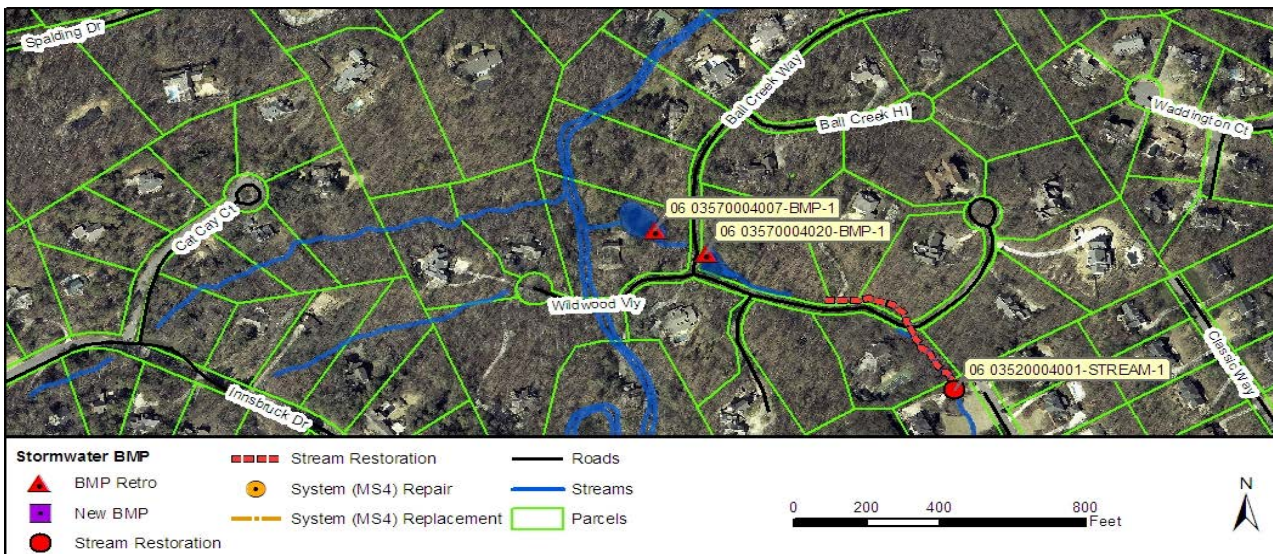 Spalding Dr
Ball Creek Way
Ball Creek Hl
Waddington Ct
Cat Cay Ct
06 03570004007-BMP-1
06 03570004020-BMP-1
Wildwood Vly
06 03520004001-STREAM-1
Classic Way
Innsbruck Dr
Stormwater BMP
BMP Retro
New BMP
Stream Restoration
Stream Restoration
System (MS4) Repair
System (MS4) Replacement
Roads
Streams
Parcels
0 200 400 800
Feet
N